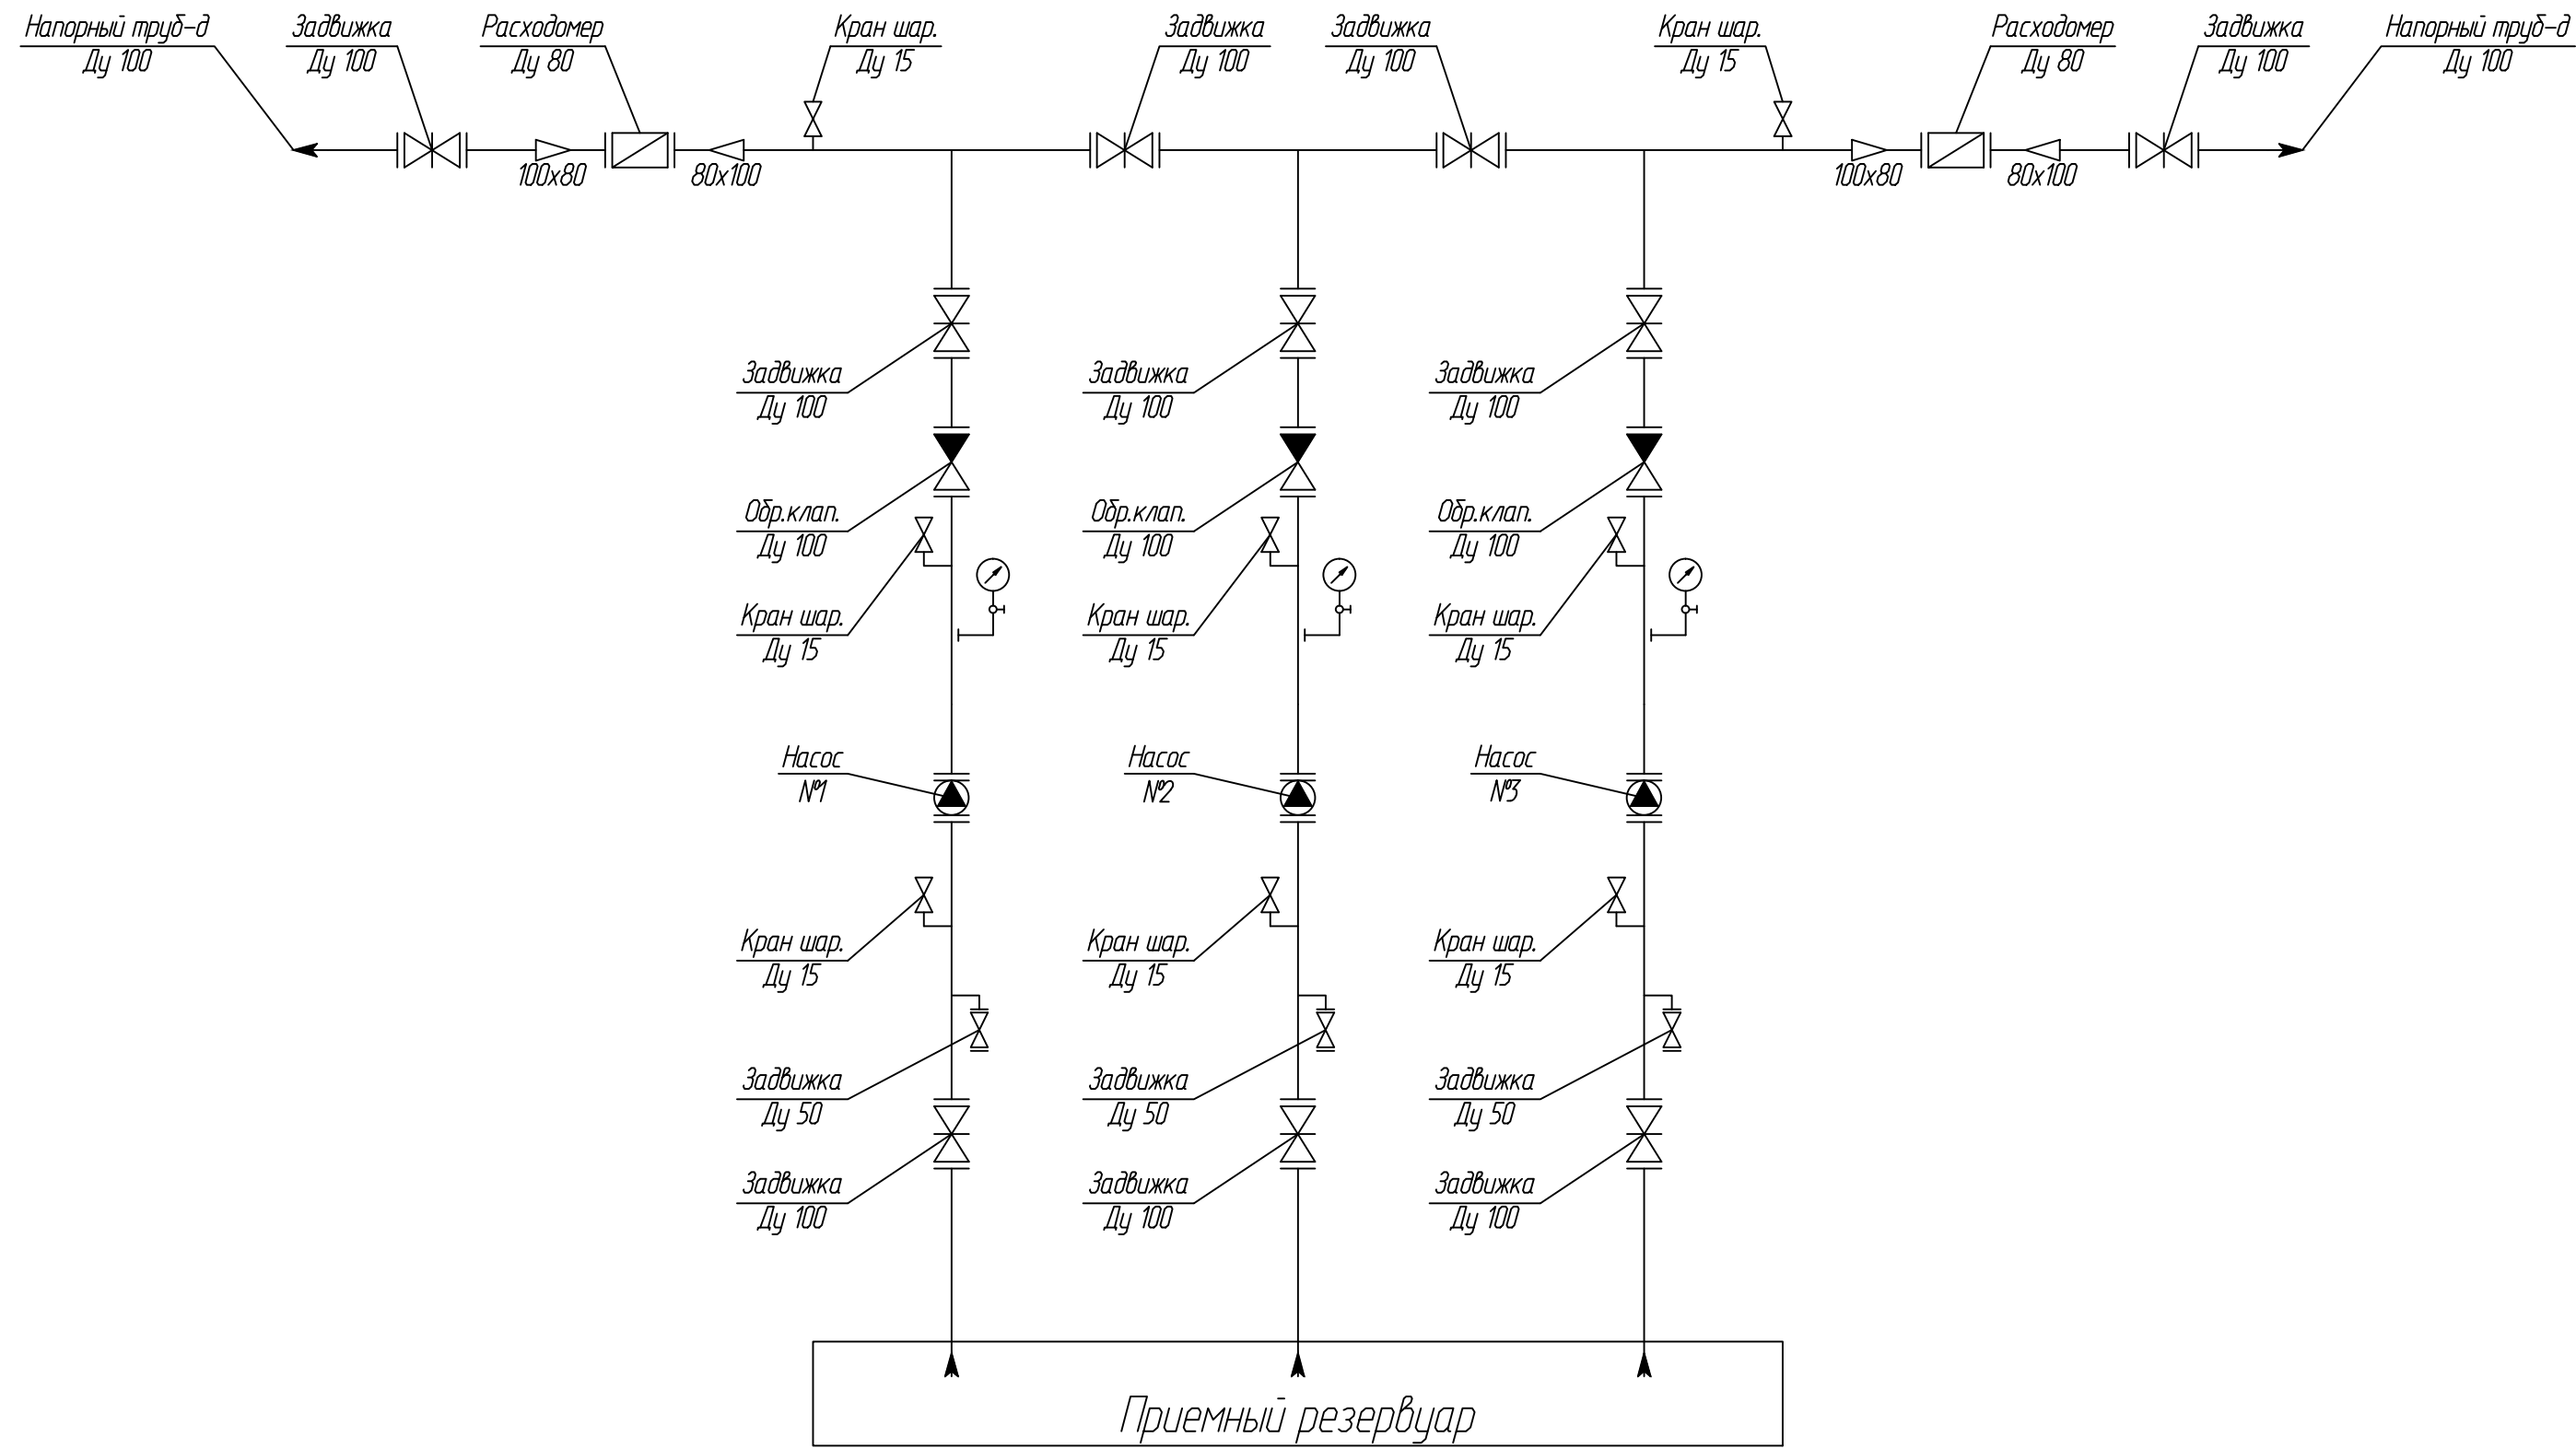 Напорный труб-д
Ду 100
Задвижка
Ду 100
Расходомер
Ду 80
Кран шар.
Ду 15
Задвижка
Ду 100
Задвижка
Ду 100
Кран шар.
Ду 15
Расходомер
Ду 80
Задвижка
Ду 100
Напорный труб-д
Ду 100
100х80
80х100
100х80
80х100
Задвижка
Ду 100
Задвижка
Ду 100
Задвижка
Ду 100
Обр.клап.
Ду 100
Обр.клап.
Ду 100
Обр.клап.
Ду 100
Кран шар.
Ду 15
Кран шар.
Ду 15
Кран шар.
Ду 15
Насос
№1
Насос
№2
Насос
№3
Кран шар.
Ду 15
Кран шар.
Ду 15
Кран шар.
Ду 15
Задвижка
Ду 50
Задвижка
Ду 50
Задвижка
Ду 50
Задвижка
Ду 100
Задвижка
Ду 100
Задвижка
Ду 100
Приемный резервуар